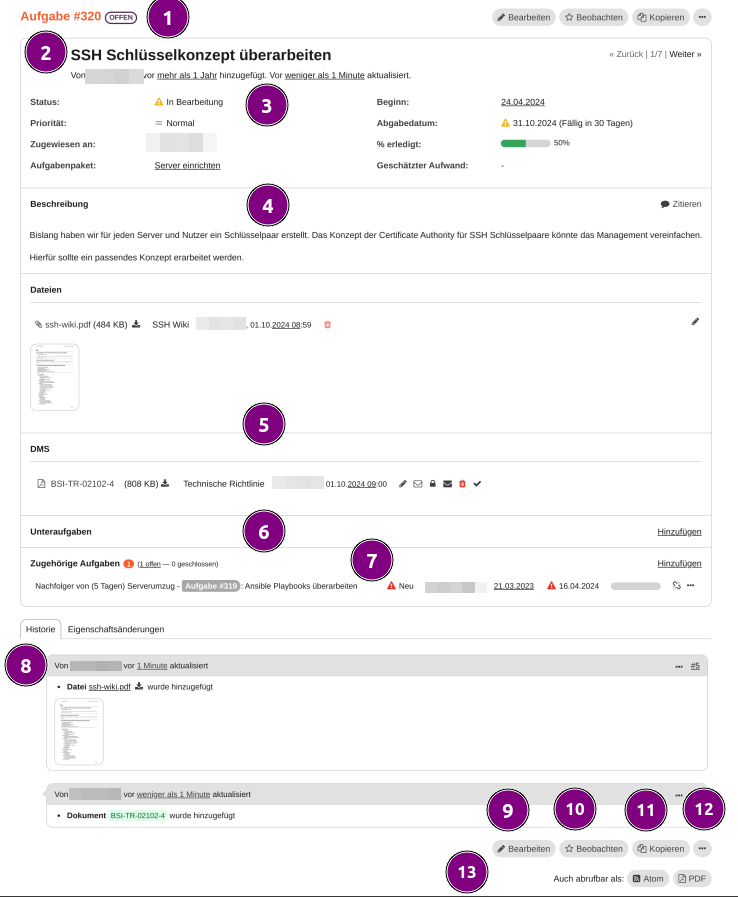 Aufgabe #320 OFFEN 1 Bearbeiten Beobachten Kopieren
2 SSH Schlüsselkonzept überarbeiten « Zurück | 1/7 | Weiter »
Von vor mehr als 1 Jahr hinzugefügt. Vor weniger als 1 Minute aktualisiert.
3
Status: In Bearbeitung Beginn: 24.04.2024
Priorität: Normal Abgabedatum: 31.10.2024 (Fällig in 30 Tagen)
Zugewiesen an: % erledigt: 50%
Aufgabenpaket: Server einrichten Geschätzter Aufwand: -
Beschreibung 4 Zitieren
Bislang haben wir für jeden Server und Nutzer ein Schlüsselpaar erstellt. Das Konzept der Certificate Authority für SSH Schlüsselpaare könnte das Management vereinfachen.
Hierfür sollte ein passendes Konzept erarbeitet werden.
Dateien
ssh-wiki.pdf (484 KB) SSH Wiki , 01.10.2024 08:59
5
DMS
BSI-TR-02102-4 (808 KB) Technische Richtlinie 01.10.2024 09:00
Unteraufgaben 6 Hinzufügen
Zugehörige Aufgaben 1 (1 offen — 0 geschlossen) 7 Hinzufügen
Nachfolger von (5 Tagen) Serverumzug - Aufgabe #319: Ansible Playbooks überarbeiten Neu 21.03.2023 16.04.2024
Historie Eigenschaftsänderungen
8 Von vor 1 Minute aktualisiert #5
• Datei ssh-wiki.pdf wurde hinzugefügt
Von vor weniger als 1 Minute aktualisiert
• Dokument BSI-TR-02102-4 wurde hinzugefügt
9 10 11 12
Bearbeiten Beobachten Kopieren
13 Auch abrufbar als: Atom PDF